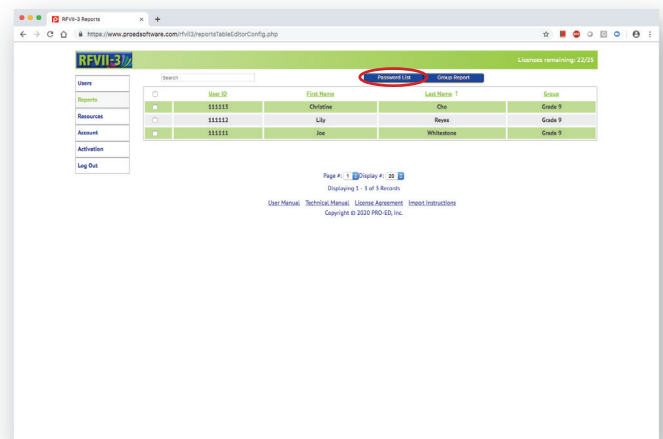 RFVII-3 Reports
https://www.proedsoftware.com/rfvii3/reportsTableEditorConfig.php
RFVII-3
Licenses remaining: 22/25
Users
Reports
Resources
Account
Activation
Log Out
Search
Password List
Group Report
User ID First Name Last Name ↑ Group
111113 Christine Cho Grade 9
111112 Lily Reyes Grade 9
111111 Joe Whitestone Grade 9
Page #: 1 Display #: 20
Displaying 1 - 3 of 3 Records
User Manual Technical Manual License Agreement Import Instructions
Copyright © 2020 PRO-ED, Inc.